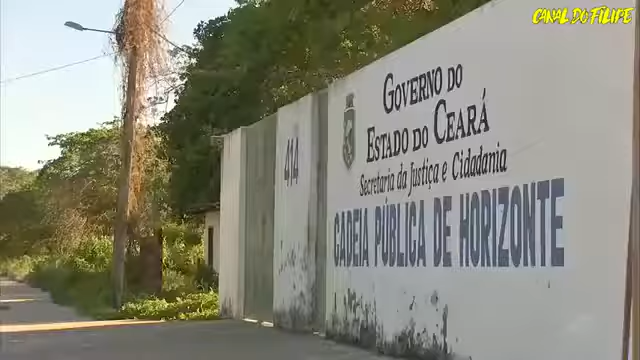 CANAL DO FILIPE
GOVERNO DO
ESTADO DO CEARÁ
Secretaria da Justiça e Cidadania
414
CADEIA PÚBLICA DE HORIZONTE